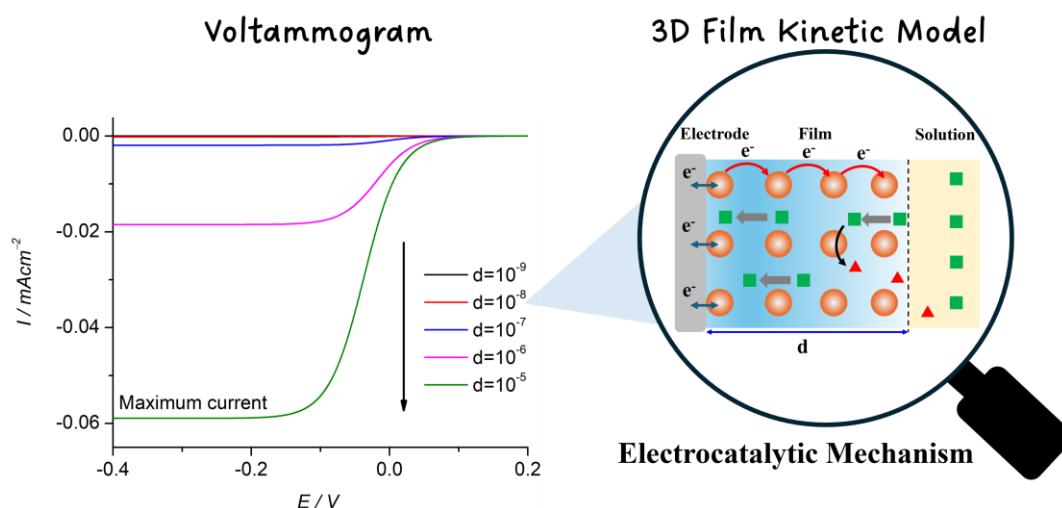 Voltammogram
3D Film Kinetic Model
0.00
-0.02
-0.04
-0.06
I / mAcm⁻²
d=10⁻⁹
d=10⁻⁸
d=10⁻⁷
d=10⁻⁶
d=10⁻⁵
Maximum current
-0.4
-0.2
0.0
0.2
E / V
Electrode
Film
Solution
e⁻
e⁻
e⁻
e⁻
e⁻
e⁻
d
Electrocatalytic Mechanism